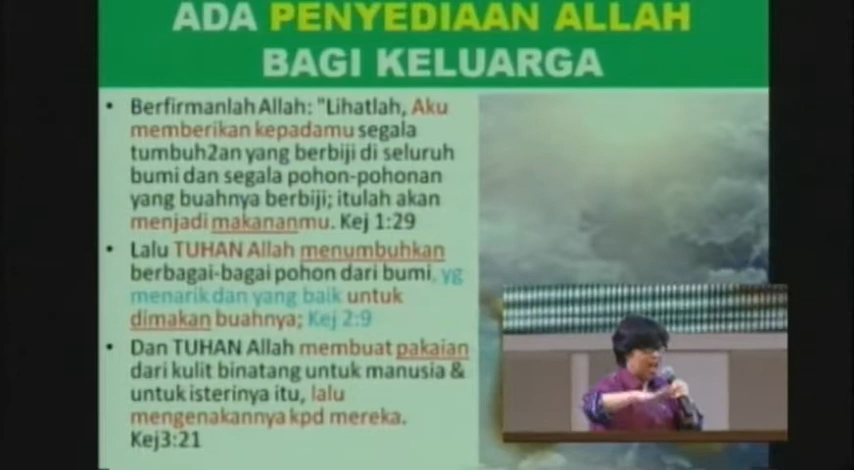 ADA PENYEDIAAN ALLAH
BAGI KELUARGA
• Berfirmanlah Allah: "Lihatlah, Aku
memberikan kepadamu segala
tumbuh2an yang berbiji di seluruh
bumi dan segala pohon-pohonan
yang buahnya berbiji; itulah akan
menjadi makananmu. Kej 1:29
• Lalu TUHAN Allah menumbuhkan
berbagai-bagai pohon dari bumi, yg
menarik dan yang baik untuk
dimakan buahnya; Kej 2:9
• Dan TUHAN Allah membuat pakaian
dari kulit binatang untuk manusia &
untuk isterinya itu, lalu
mengenakannya kpd mereka.
Kej3:21